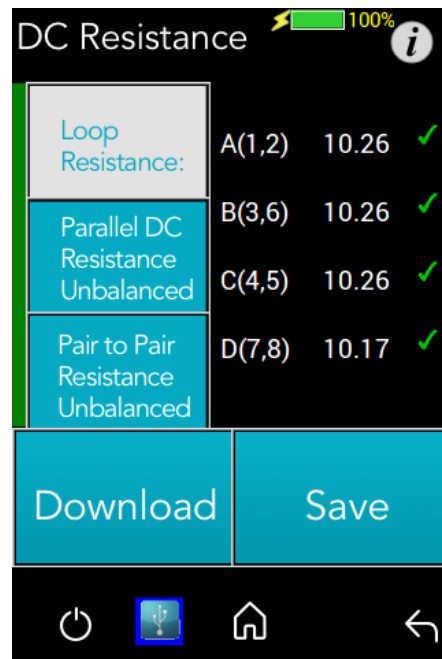 DC Resistance
100%
i
Loop
Resistance:
A(1,2) 10.26 ✓
B(3,6) 10.26 ✓
C(4,5) 10.26 ✓
D(7,8) 10.17 ✓
Parallel DC
Resistance
Unbalanced
Pair to Pair
Resistance
Unbalanced
Download
Save